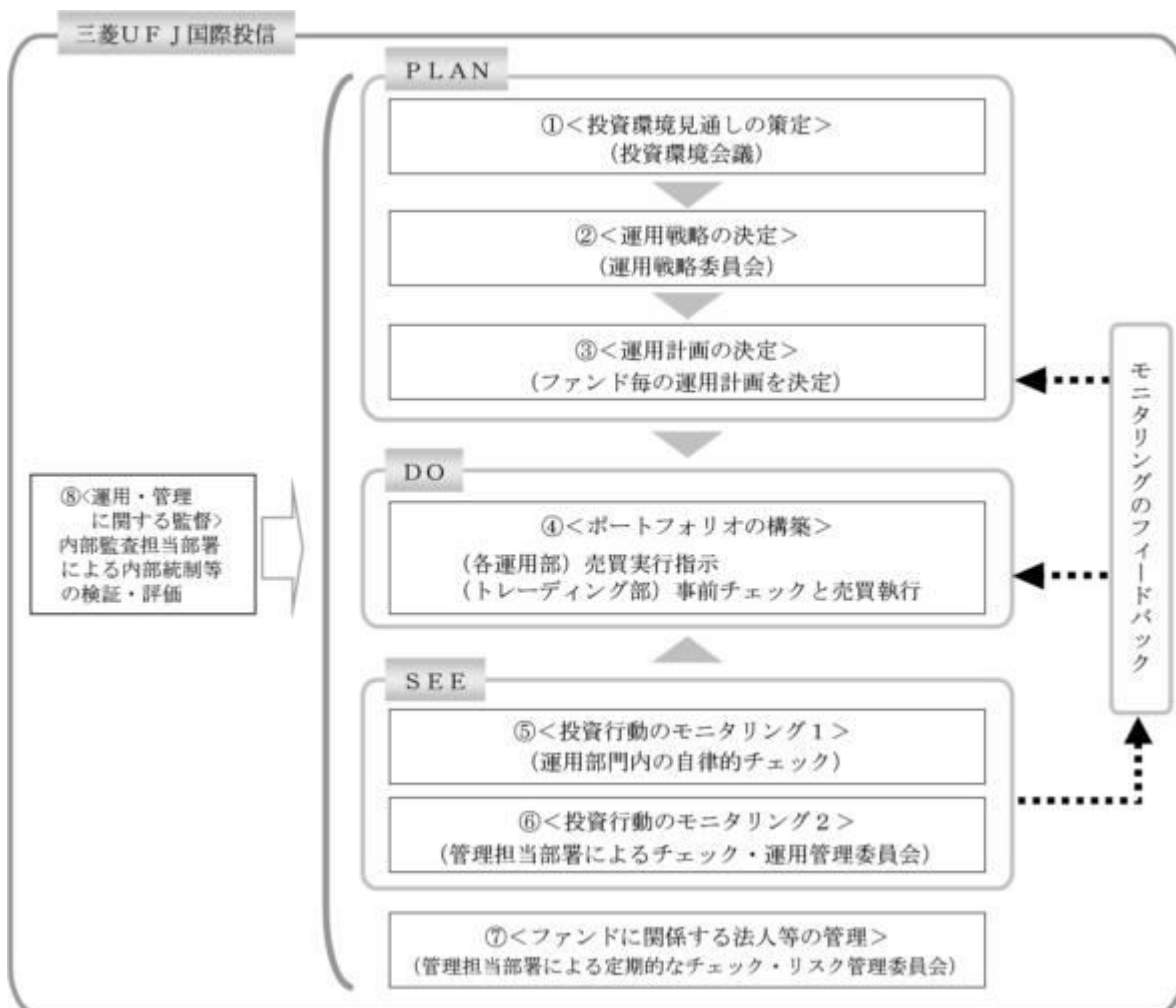 三菱UFJ国際投信
PLAN
①<投資環境見通しの策定>
(投資環境会議)
②<運用戦略の決定>
(運用戦略委員会)
③<運用計画の決定>
(ファンド毎の運用計画を決定)
DO
④<ポートフォリオの構築>
(各運用部)売買実行指示
(トレーディング部)事前チェックと売買執行
SEE
⑤<投資行動のモニタリング1>
(運用部門内の自律的チェック)
⑥<投資行動のモニタリング2>
(管理担当部署によるチェック・運用管理委員会)
⑦<ファンドに関係する法人等の管理>
(管理担当部署による定期的なチェック・リスク管理委員会)
⑧<運用・管理
に関する監督>
内部監査担当部署
による内部統制等
の検証・評価
モニタリングのフィードバック